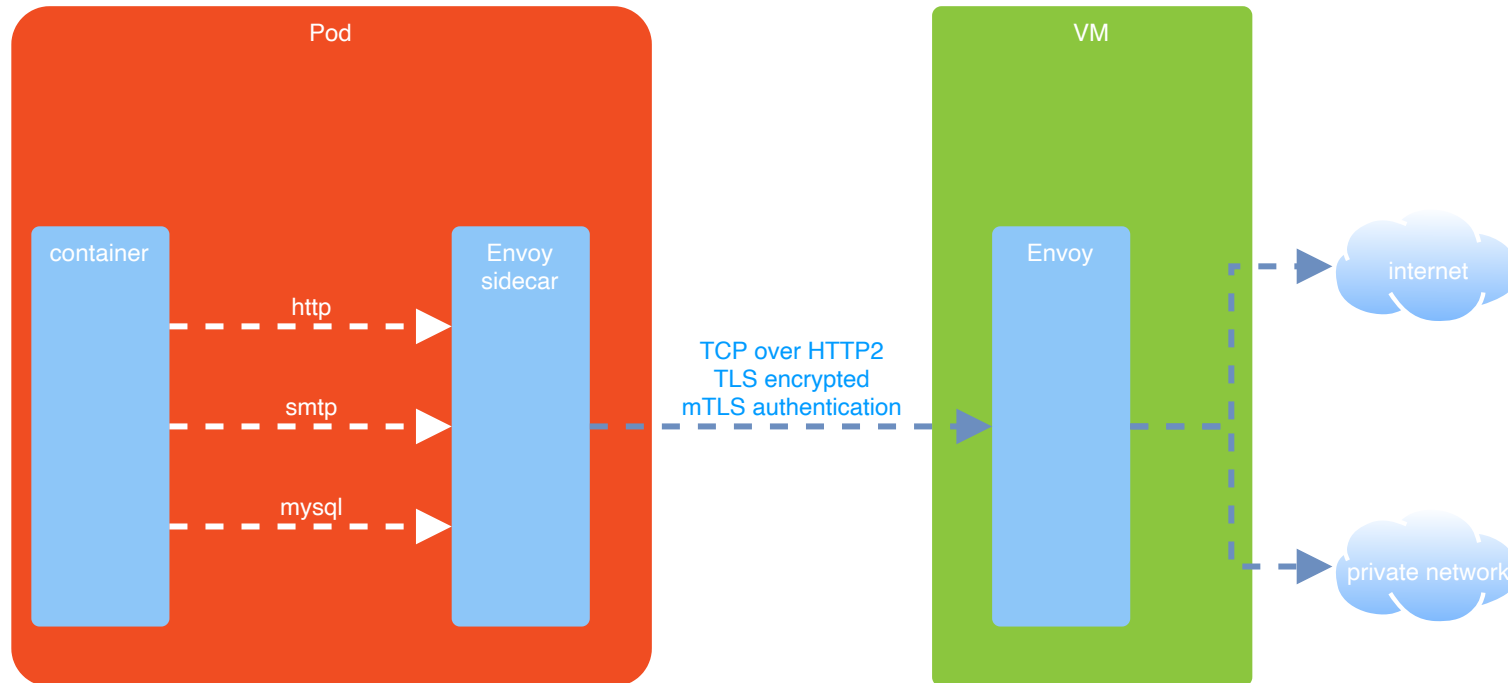 Pod
VM
container
Envoy
sidecar
http
smtp
mysql
TCP over HTTP2
TLS encrypted
mTLS authentication
Envoy
internet
private network